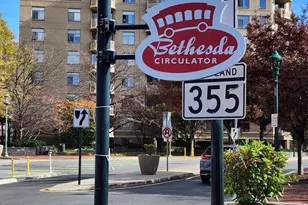 Bethesda
CIRCULATOR
LAND
355